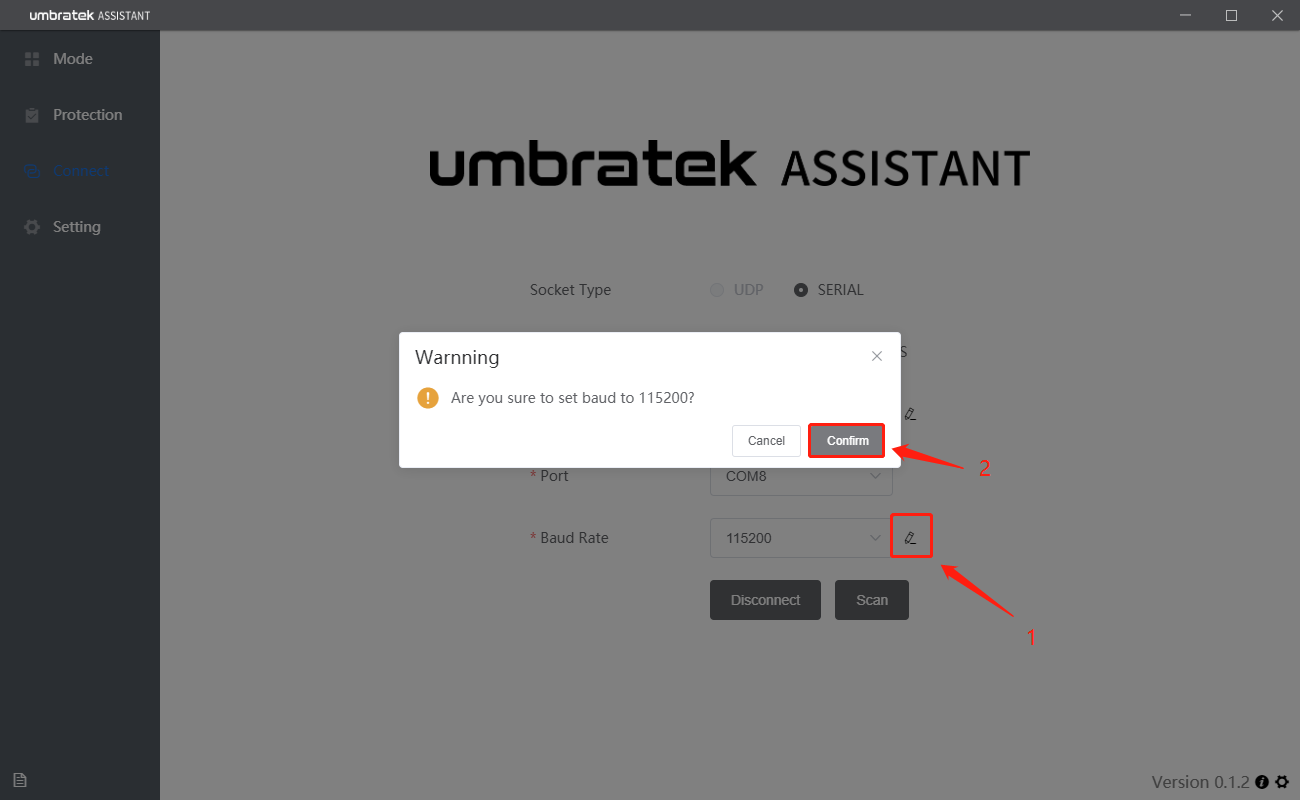 umbratek ASSISTANT
Mode
Protection
Connect
Setting
umbratek ASSISTANT
Socket Type UDP SERIAL
S
Warnning
Are you sure to set baud to 115200?
Cancel Confirm
2
* Port COM8
* Baud Rate 115200
Disconnect Scan
1
Version 0.1.2